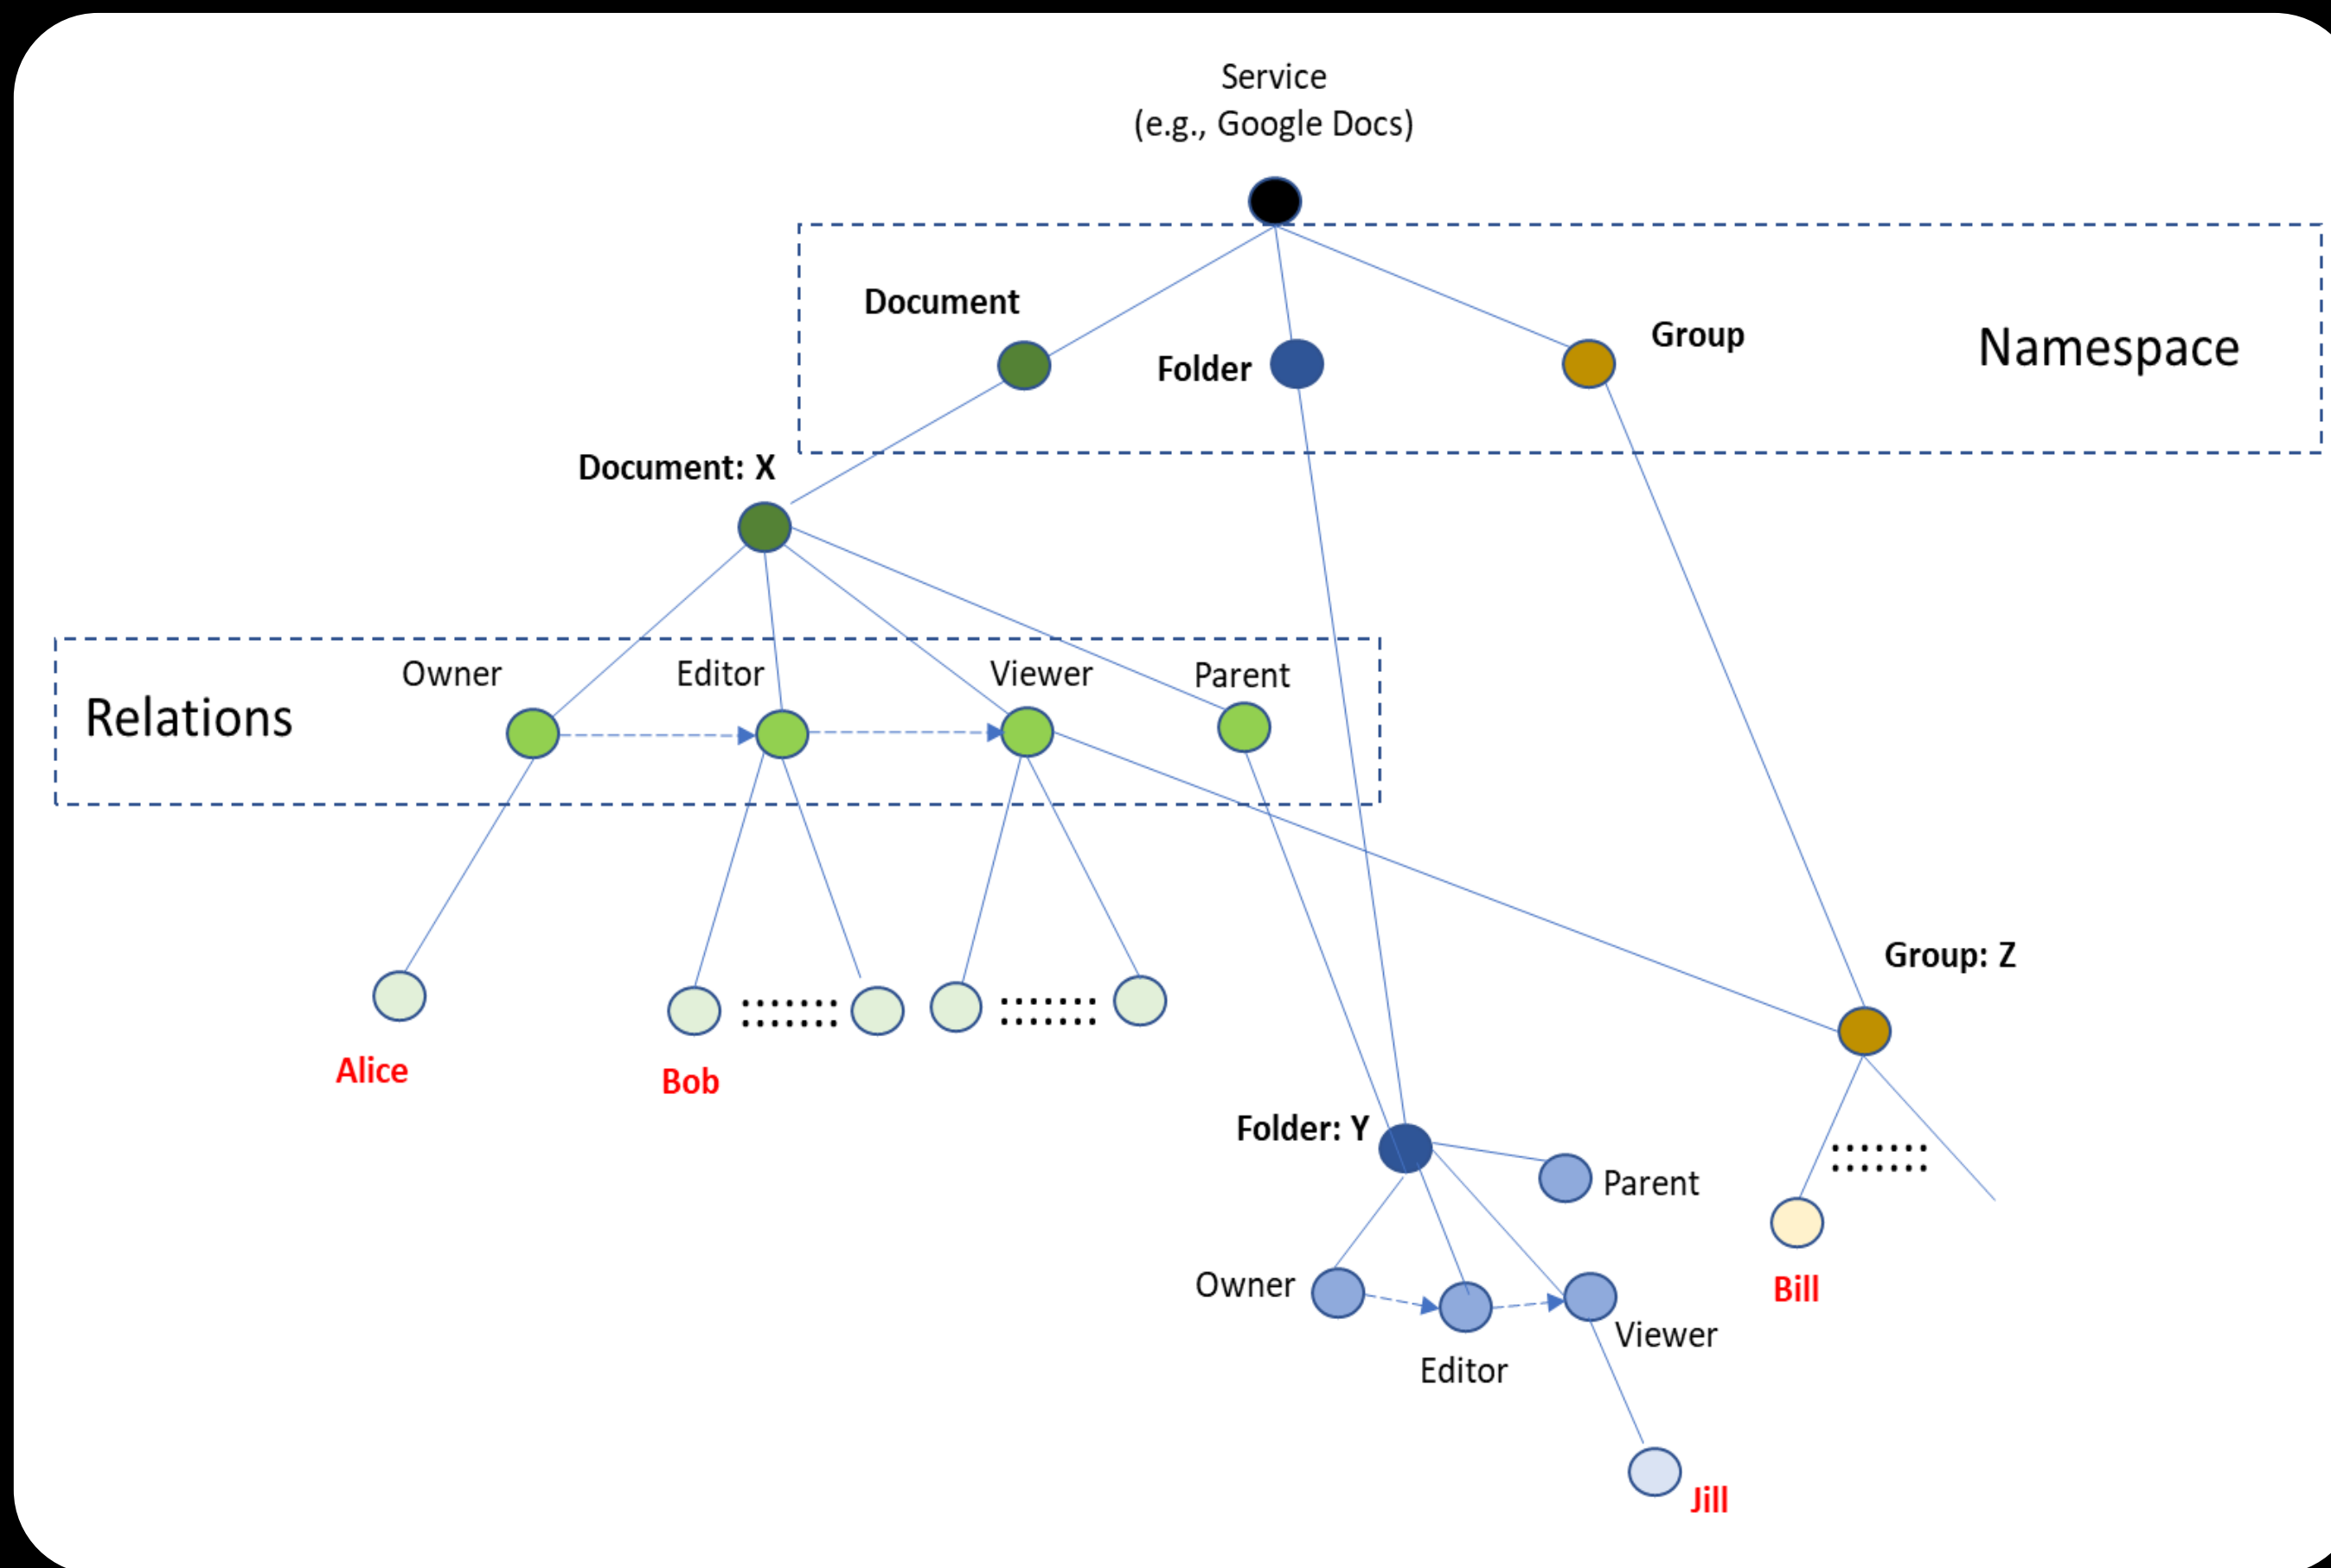 Service
(e.g., Google Docs)
Document
Folder
Group
Namespace
Document: X
Relations
Owner
Editor
Viewer
Parent
Group: Z
Alice
Bob
Folder: Y
Parent
Owner
Editor
Viewer
Bill
Jill